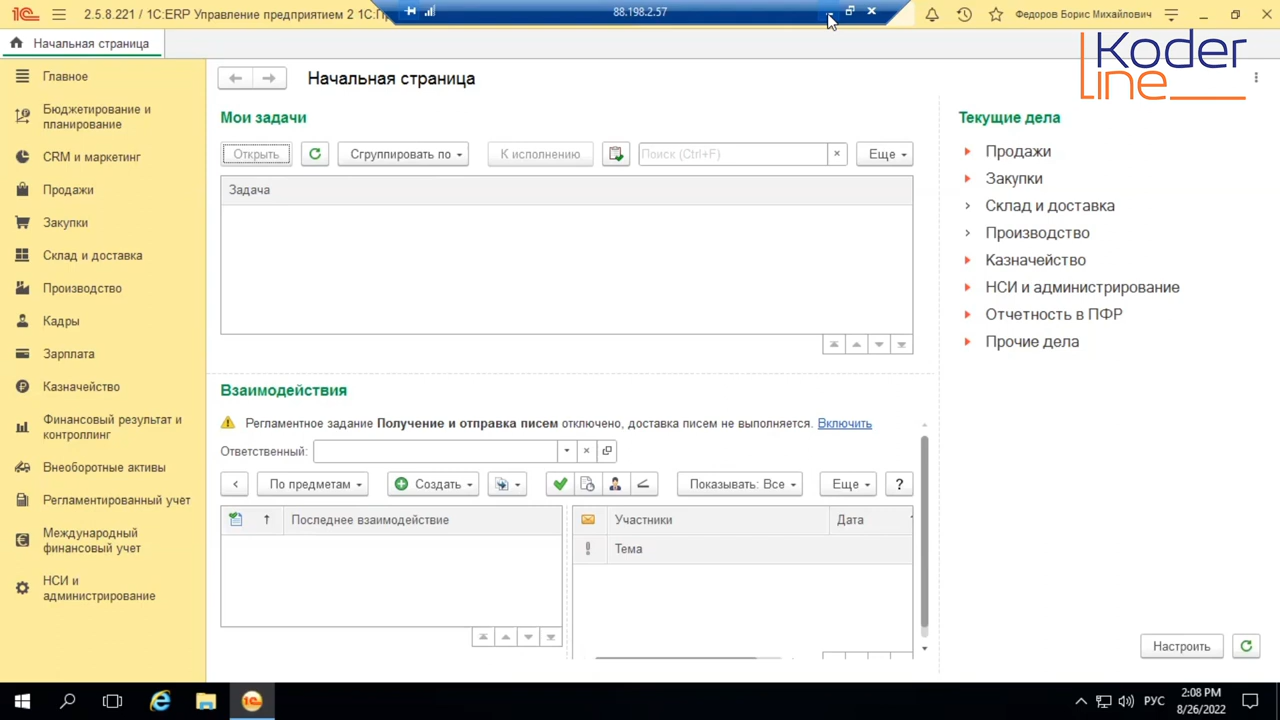 2.5.8.221 / 1C:ERP Управление предприятием 2 1С:П
88.198.2.57
Федоров Борис Михайлович
Начальная страница
Koder
line
Главное
Бюджетирование и
планирование
CRM и маркетинг
Продажи
Закупки
Склад и доставка
Производство
Кадры
Зарплата
Казначейство
Финансовый результат и
контроллинг
Внеоборотные активы
Регламентированный учет
Международный
финансовый учет
НСИ и
администрирование
Начальная страница
Мои задачи
Открыть
Сгруппировать по
К исполнению
Поиск (Ctrl+F)
Еще
Задача
Взаимодействия
Регламентное задание Получение и отправка писем отключено, доставка писем не выполняется. Включить
Ответственный:
По предметам
Создать
Показывать: Все
Еще
?
Последнее взаимодействие
Участники
Дата
Тема
Текущие дела
Продажи
Закупки
Склад и доставка
Производство
Казначейство
НСИ и администрирование
Отчетность в ПФР
Прочие дела
Настроить
РУС
2:08 PM
8/26/2022